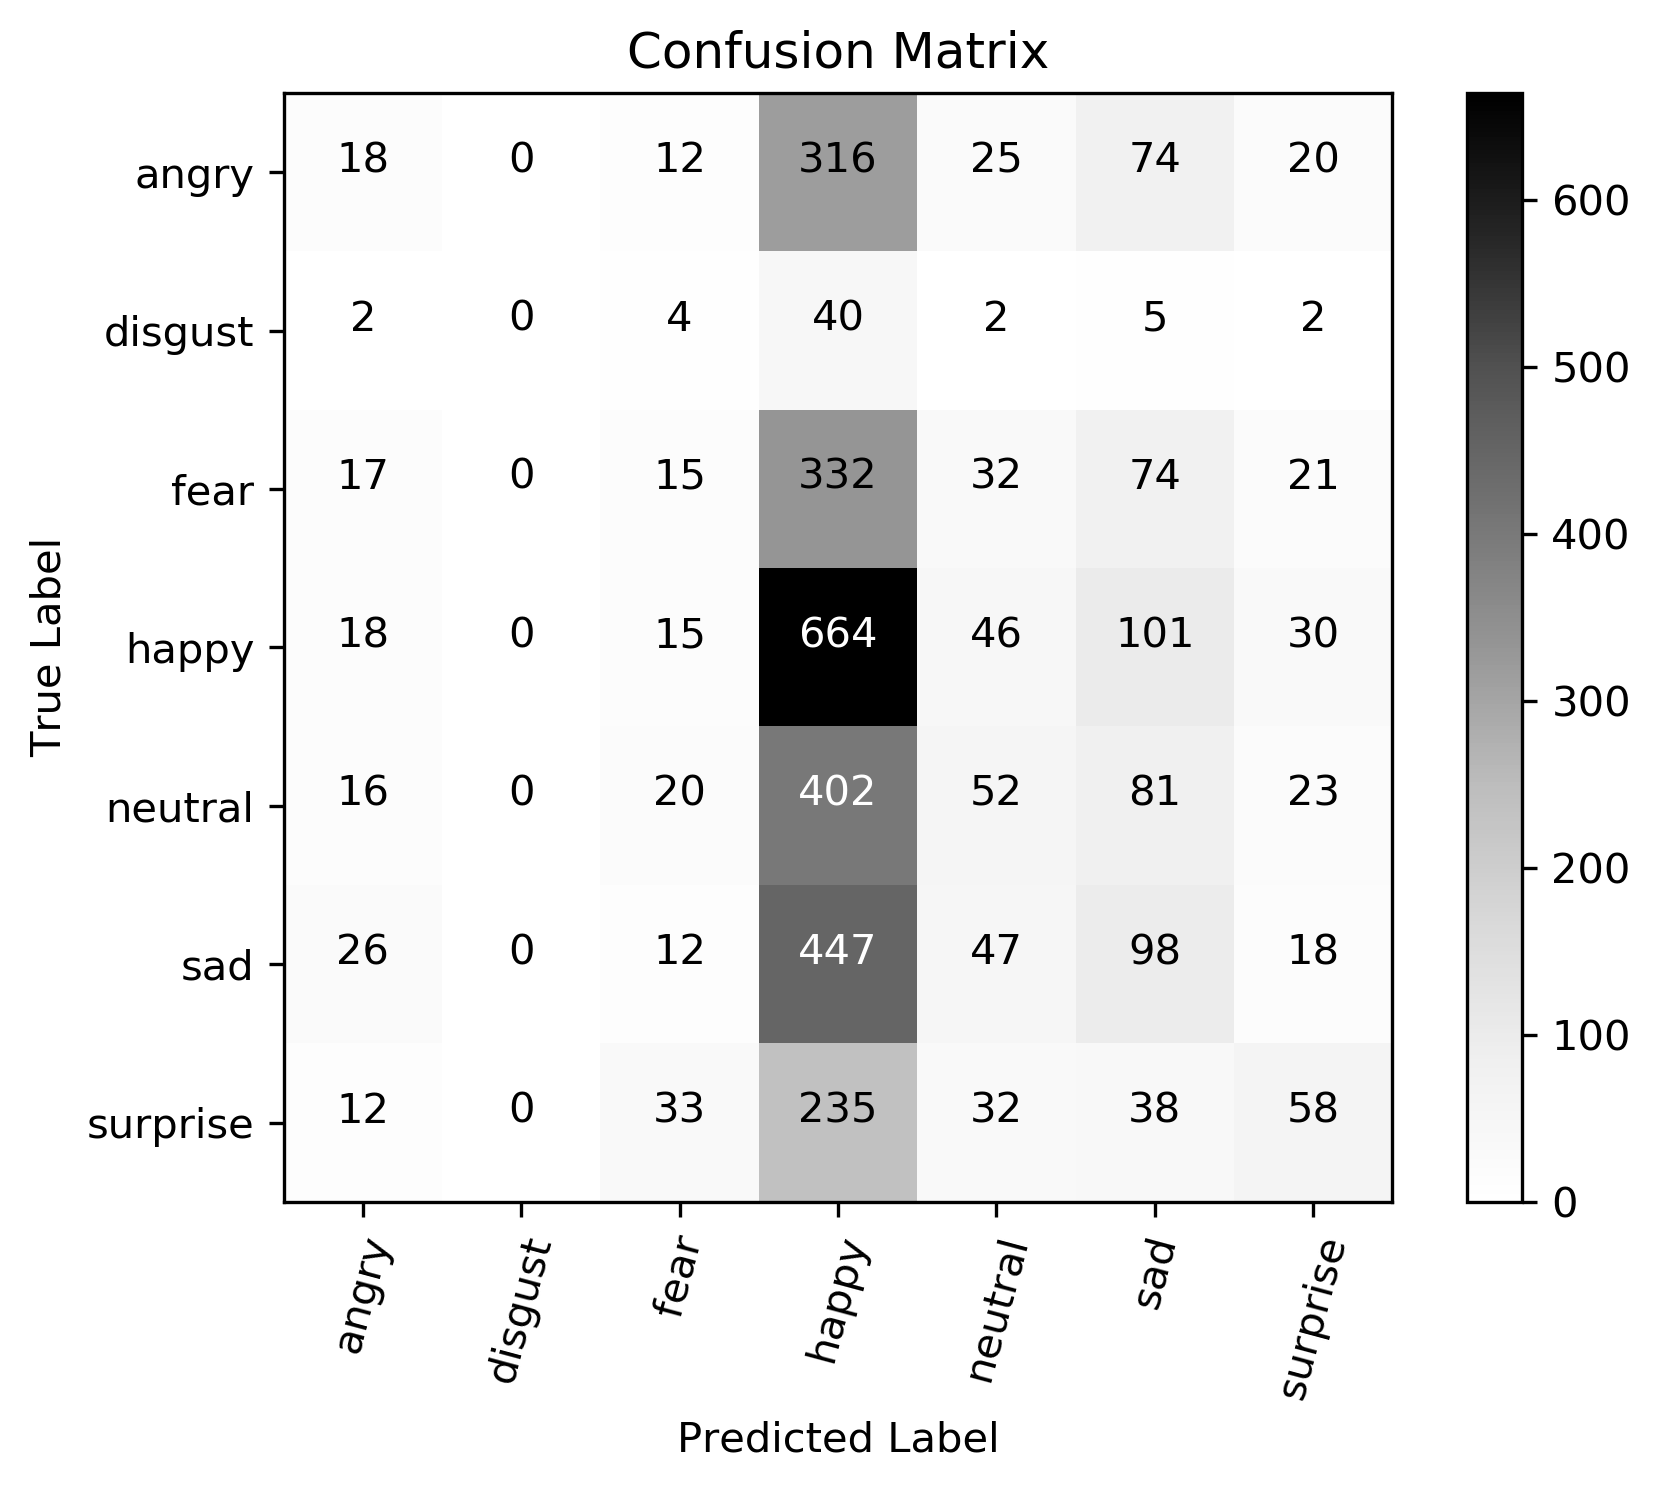 Confusion Matrix
angry 18 0 12 316 25 74 20
disgust 2 0 4 40 2 5 2
fear 17 0 15 332 32 74 21
happy 18 0 15 664 46 101 30
neutral 16 0 20 402 52 81 23
sad 26 0 12 447 47 98 18
surprise 12 0 33 235 32 38 58
True Label
angry disgust fear happy neutral sad surprise
Predicted Label
600
500
400
300
200
100
0